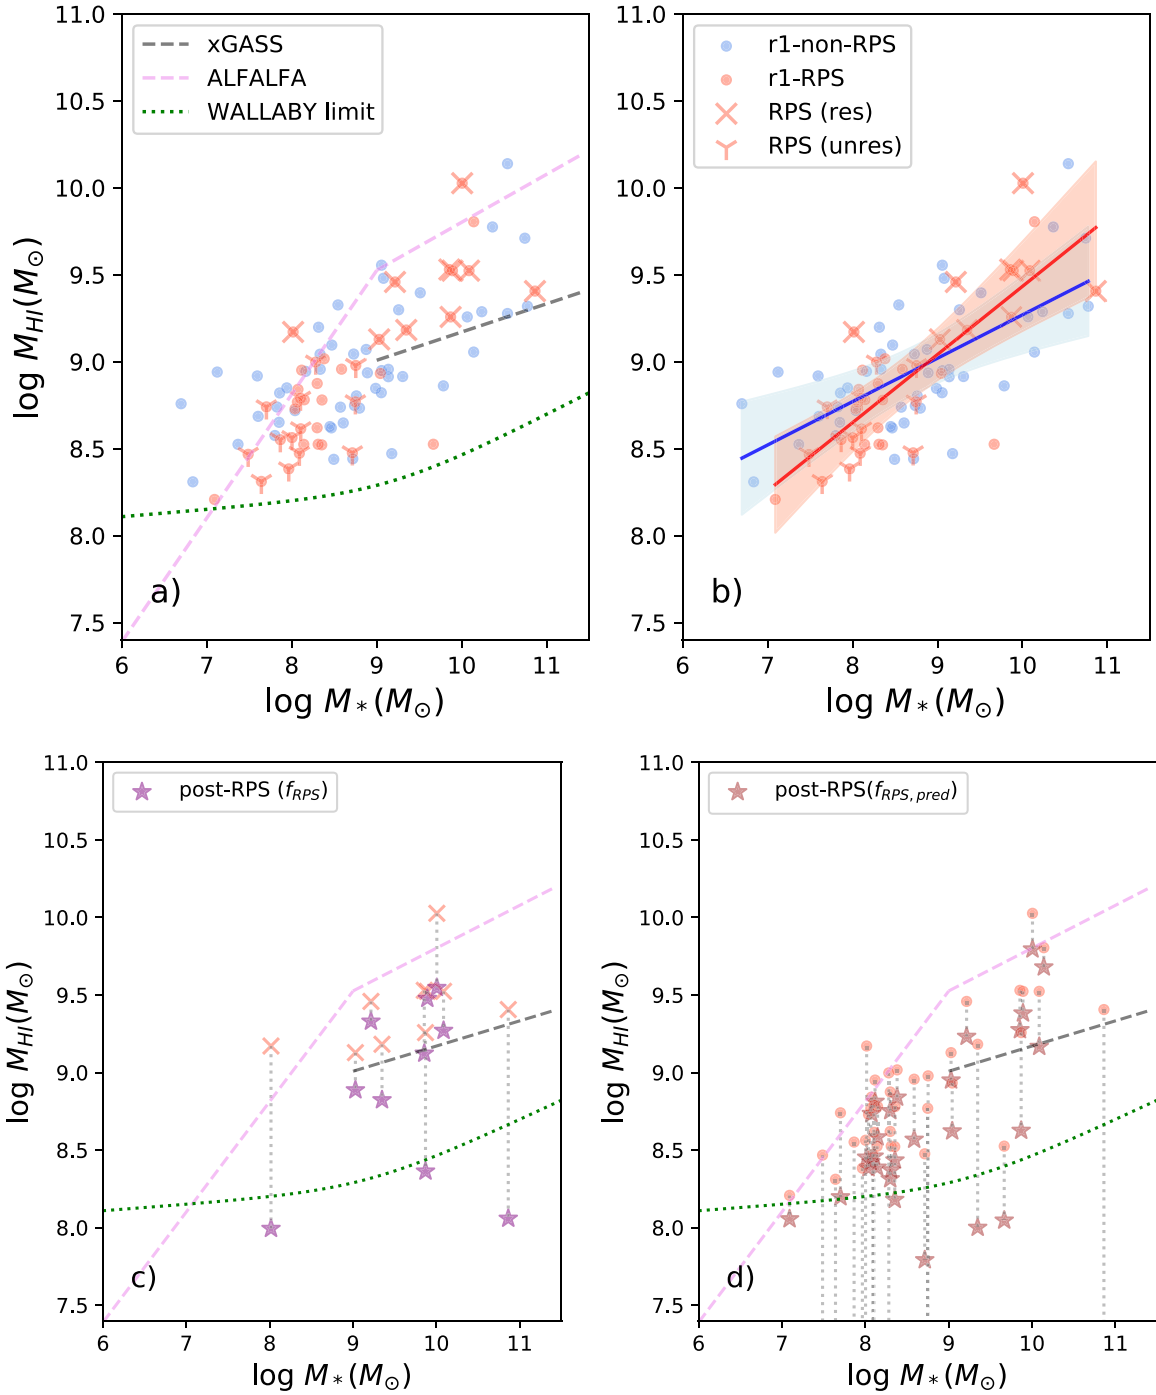 11.0
10.5
10.0
9.5
9.0
8.5
8.0
7.5
log M_HI(M_⊙)
xGASS
ALFALFA
WALLABY limit
a)
6 7 8 9 10 11
log M_*(M_⊙)
11.0
10.5
10.0
9.5
9.0
8.5
8.0
7.5
r1-non-RPS
r1-RPS
RPS (res)
RPS (unres)
b)
6 7 8 9 10 11
log M_*(M_⊙)
11.0
10.5
10.0
9.5
9.0
8.5
8.0
7.5
log M_HI(M_⊙)
post-RPS (f_RPS)
c)
6 7 8 9 10 11
log M_*(M_⊙)
11.0
10.5
10.0
9.5
9.0
8.5
8.0
7.5
log M_HI(M_⊙)
post-RPS(f_RPS, pred)
d)
6 7 8 9 10 11
log M_*(M_⊙)